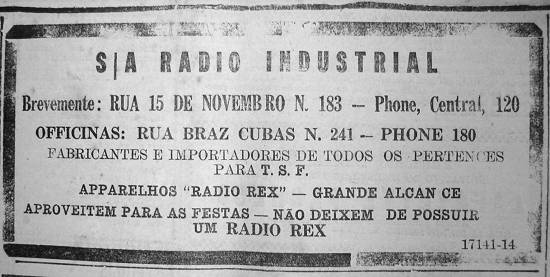 S|A RADIO INDUSTRIAL
Brevemente: RUA 15 DE NOVEMBRO N. 183 — Phone, Central, 120
OFFICINAS: RUA BRAZ CUBAS N. 241 — PHONE 180
FABRICANTES E IMPORTADORES DE TODOS OS PERTENCES
PARA T. S. F.
APPARELHOS "RADIO REX" — GRANDE ALCAN CE
APROVEITEM PARA AS FESTAS — NÃO DEIXEM DE POSSUIR
UM RADIO REX
17141-14